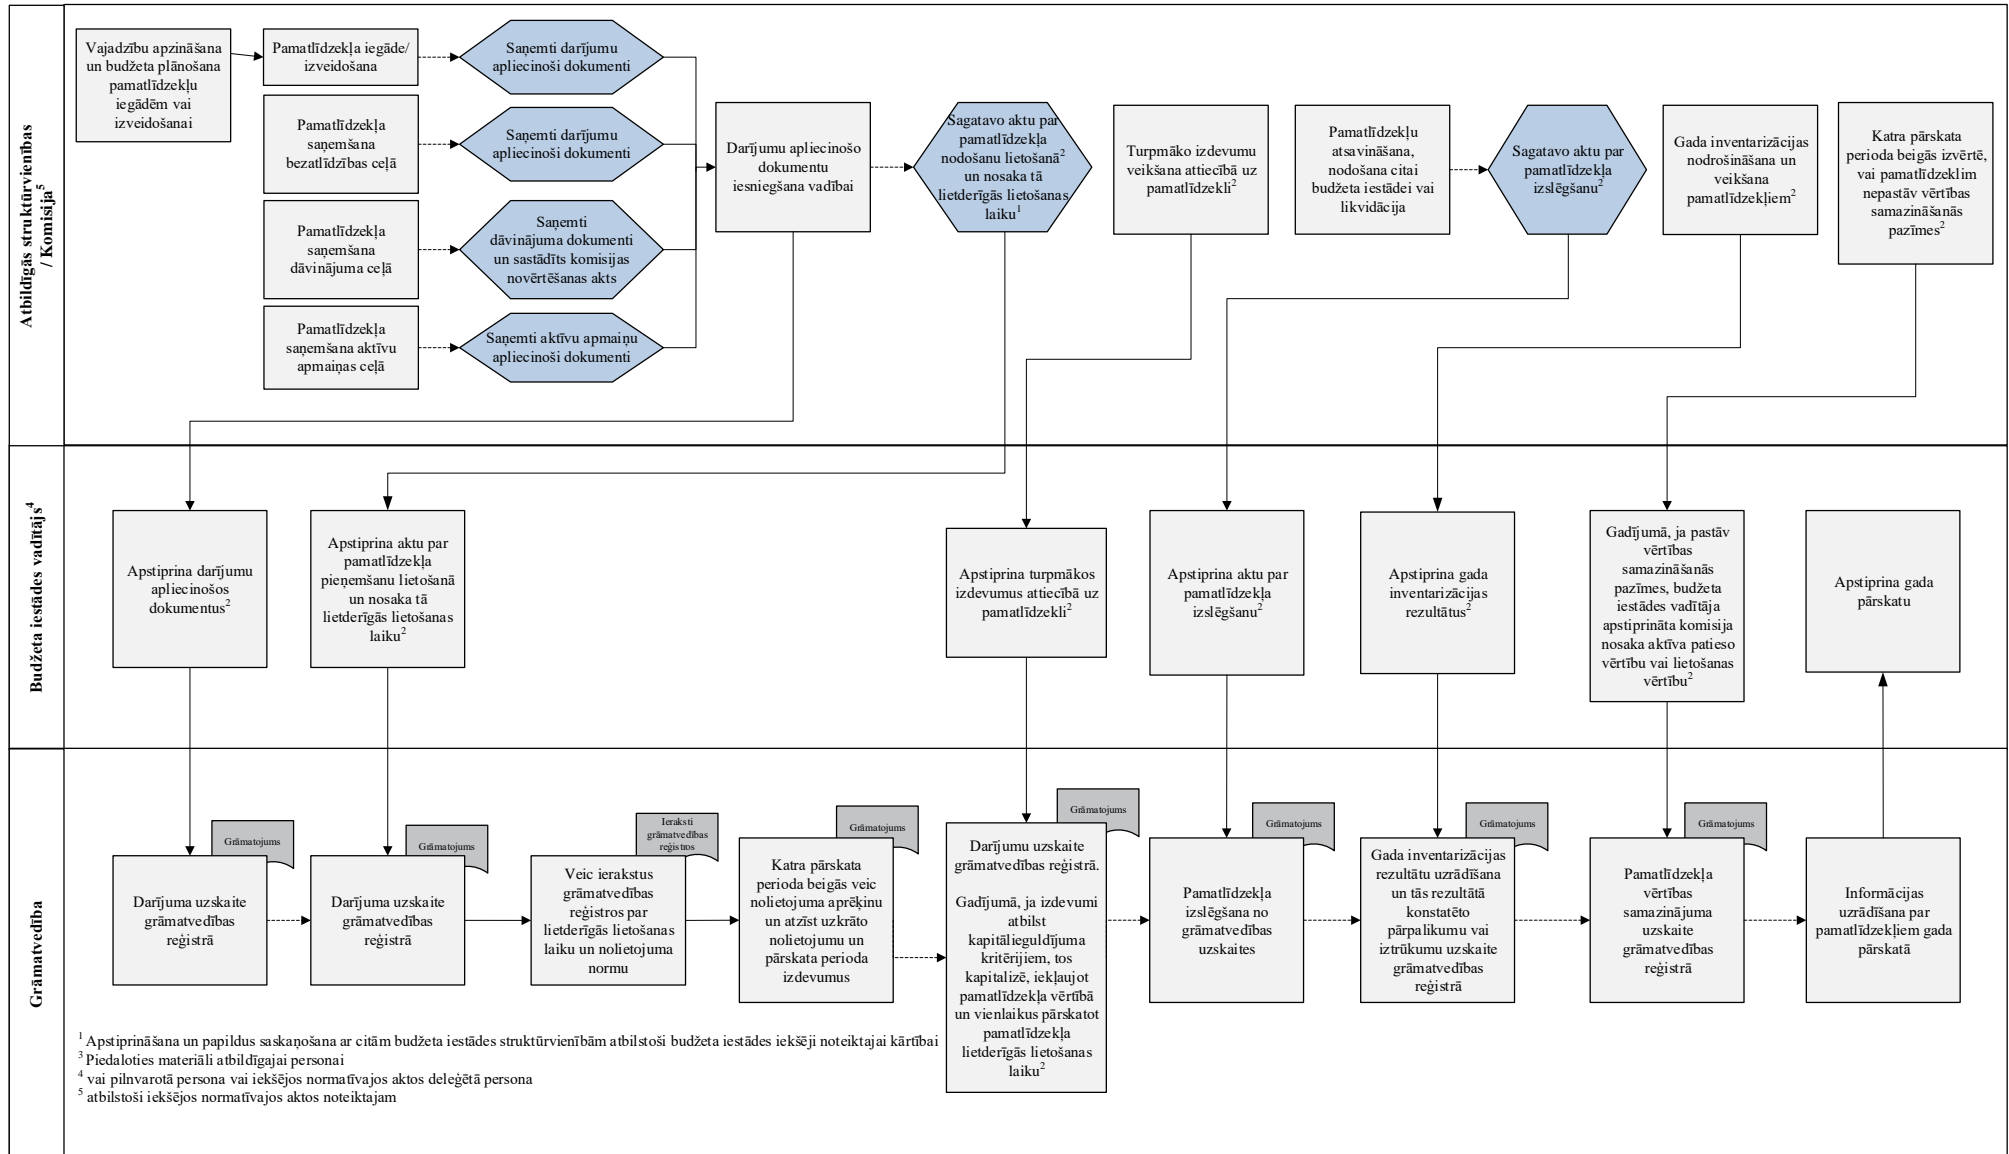 Atbildīgās struktūrvienības
/ Komisija5
Vajadzību apzināšana
un budžeta plānošana
pamatlīdzekļu
iegādēm vai
izveidošanai
Pamatlīdzekļa iegāde/
izveidošana
Saņemti darījumu
apliecinoši dokumenti
Pamatlīdzekļa
saņemšana
bezatlīdzības ceļā
Saņemti darījumu
apliecinoši dokumenti
Pamatlīdzekļa
saņemšana
dāvinājuma ceļā
Saņemti
dāvinājuma dokumenti
un sastādīts komisijas
novērtēšanas akts
Pamatlīdzekļa
saņemšana aktīvu
apmaiņas ceļā
Saņemti aktīvu apmaiņu
apliecinoši dokumenti
Darījumu apliecinošo
dokumentu
iesniegšana vadībai
Sagatavo aktu par
pamatlīdzekļa
nodošanu lietošanā2
un nosaka tā
lietderīgās lietošanas
laiku1
Turpmāko izdevumu
veikšana attiecībā uz
pamatlīdzekli2
Pamatlīdzekļu
atsavināšana,
nodošana citai
budžeta iestādei vai
likvidācija
Sagatavo aktu par
pamatlīdzekļa
izslēgšanu2
Gada inventarizācijas
nodrošināšana un
veikšana
pamatlīdzekļiem2
Katra pārskata
perioda beigās izvērtē,
vai pamatlīdzeklim
nepastāv vērtības
samazināšanās
pazīmes2
Budžeta iestādes vadītājs4
Apstiprina darījumu
apliecinošos
dokumentus2
Apstiprina aktu par
pamatlīdzekļa
pieņemšanu lietošanā
un nosaka tā
lietderīgās lietošanas
laiku2
Apstiprina turpmākos
izdevumus attiecībā uz
pamatlīdzekli2
Apstiprina aktu par
pamatlīdzekļa
izslēgšanu2
Apstiprina gada
inventarizācijas
rezultātus2
Gadījumā, ja pastāv
vērtības
samazināšanās
pazīmes, budžeta
iestādes vadītāja
apstiprināta komisija
nosaka aktīva patieso
vērtību vai lietošanas
vērtību2
Apstiprina gada
pārskatu
Grāmatvedība
Grāmatojums
Darījuma uzskaite
grāmatvedības
reģistrā
Grāmatojums
Darījuma uzskaite
grāmatvedības
reģistrā
Ieraksti
grāmatvedības
reģistros
Veic ierakstus
grāmatvedības
reģistros par
lietderīgās lietošanas
laiku un nolietojuma
normu
Grāmatojums
Katra pārskata
perioda beigās veic
nolietojuma aprēķinu
un atzīst uzkrāto
nolietojumu un
pārskata perioda
izdevumus
Grāmatojums
Darījumu uzskaite
grāmatvedības reģistrā.
Gadījumā, ja izdevumi
atbilst
kapitālieguldījuma
kritērijiem, tos
kapitalizē, iekļaujot
pamatlīdzekļa vērtībā
un vienlaikus pārskatot
pamatlīdzekļa
lietderīgās lietošanas
laiku2
Grāmatojums
Pamatlīdzekļa
izslēgšana no
grāmatvedības
uzskaites
Grāmatojums
Gada inventarizācijas
rezultātu uzrādīšana
un tās rezultātā
konstatēto
pārpalikumu vai
iztrūkumu uzskaite
grāmatvedības
reģistrā
Grāmatojums
Pamatlīdzekļa
vērtības
samazinājuma
uzskaite
grāmatvedības
reģistrā
Informācijas
uzrādīšana par
pamatlīdzekļiem gada
pārskatā
1 Apstiprināšana un papildus saskaņošana ar citām budžeta iestādes struktūrvienībām atbilstoši budžeta iestādes iekšēji noteiktajai kārtībai
3 Piedaloties materiāli atbildīgajai personai
4 vai pilnvarotā persona vai iekšējos normatīvajos aktos deleģētā persona
5 atbilstoši iekšējos normatīvajos aktos noteiktajam